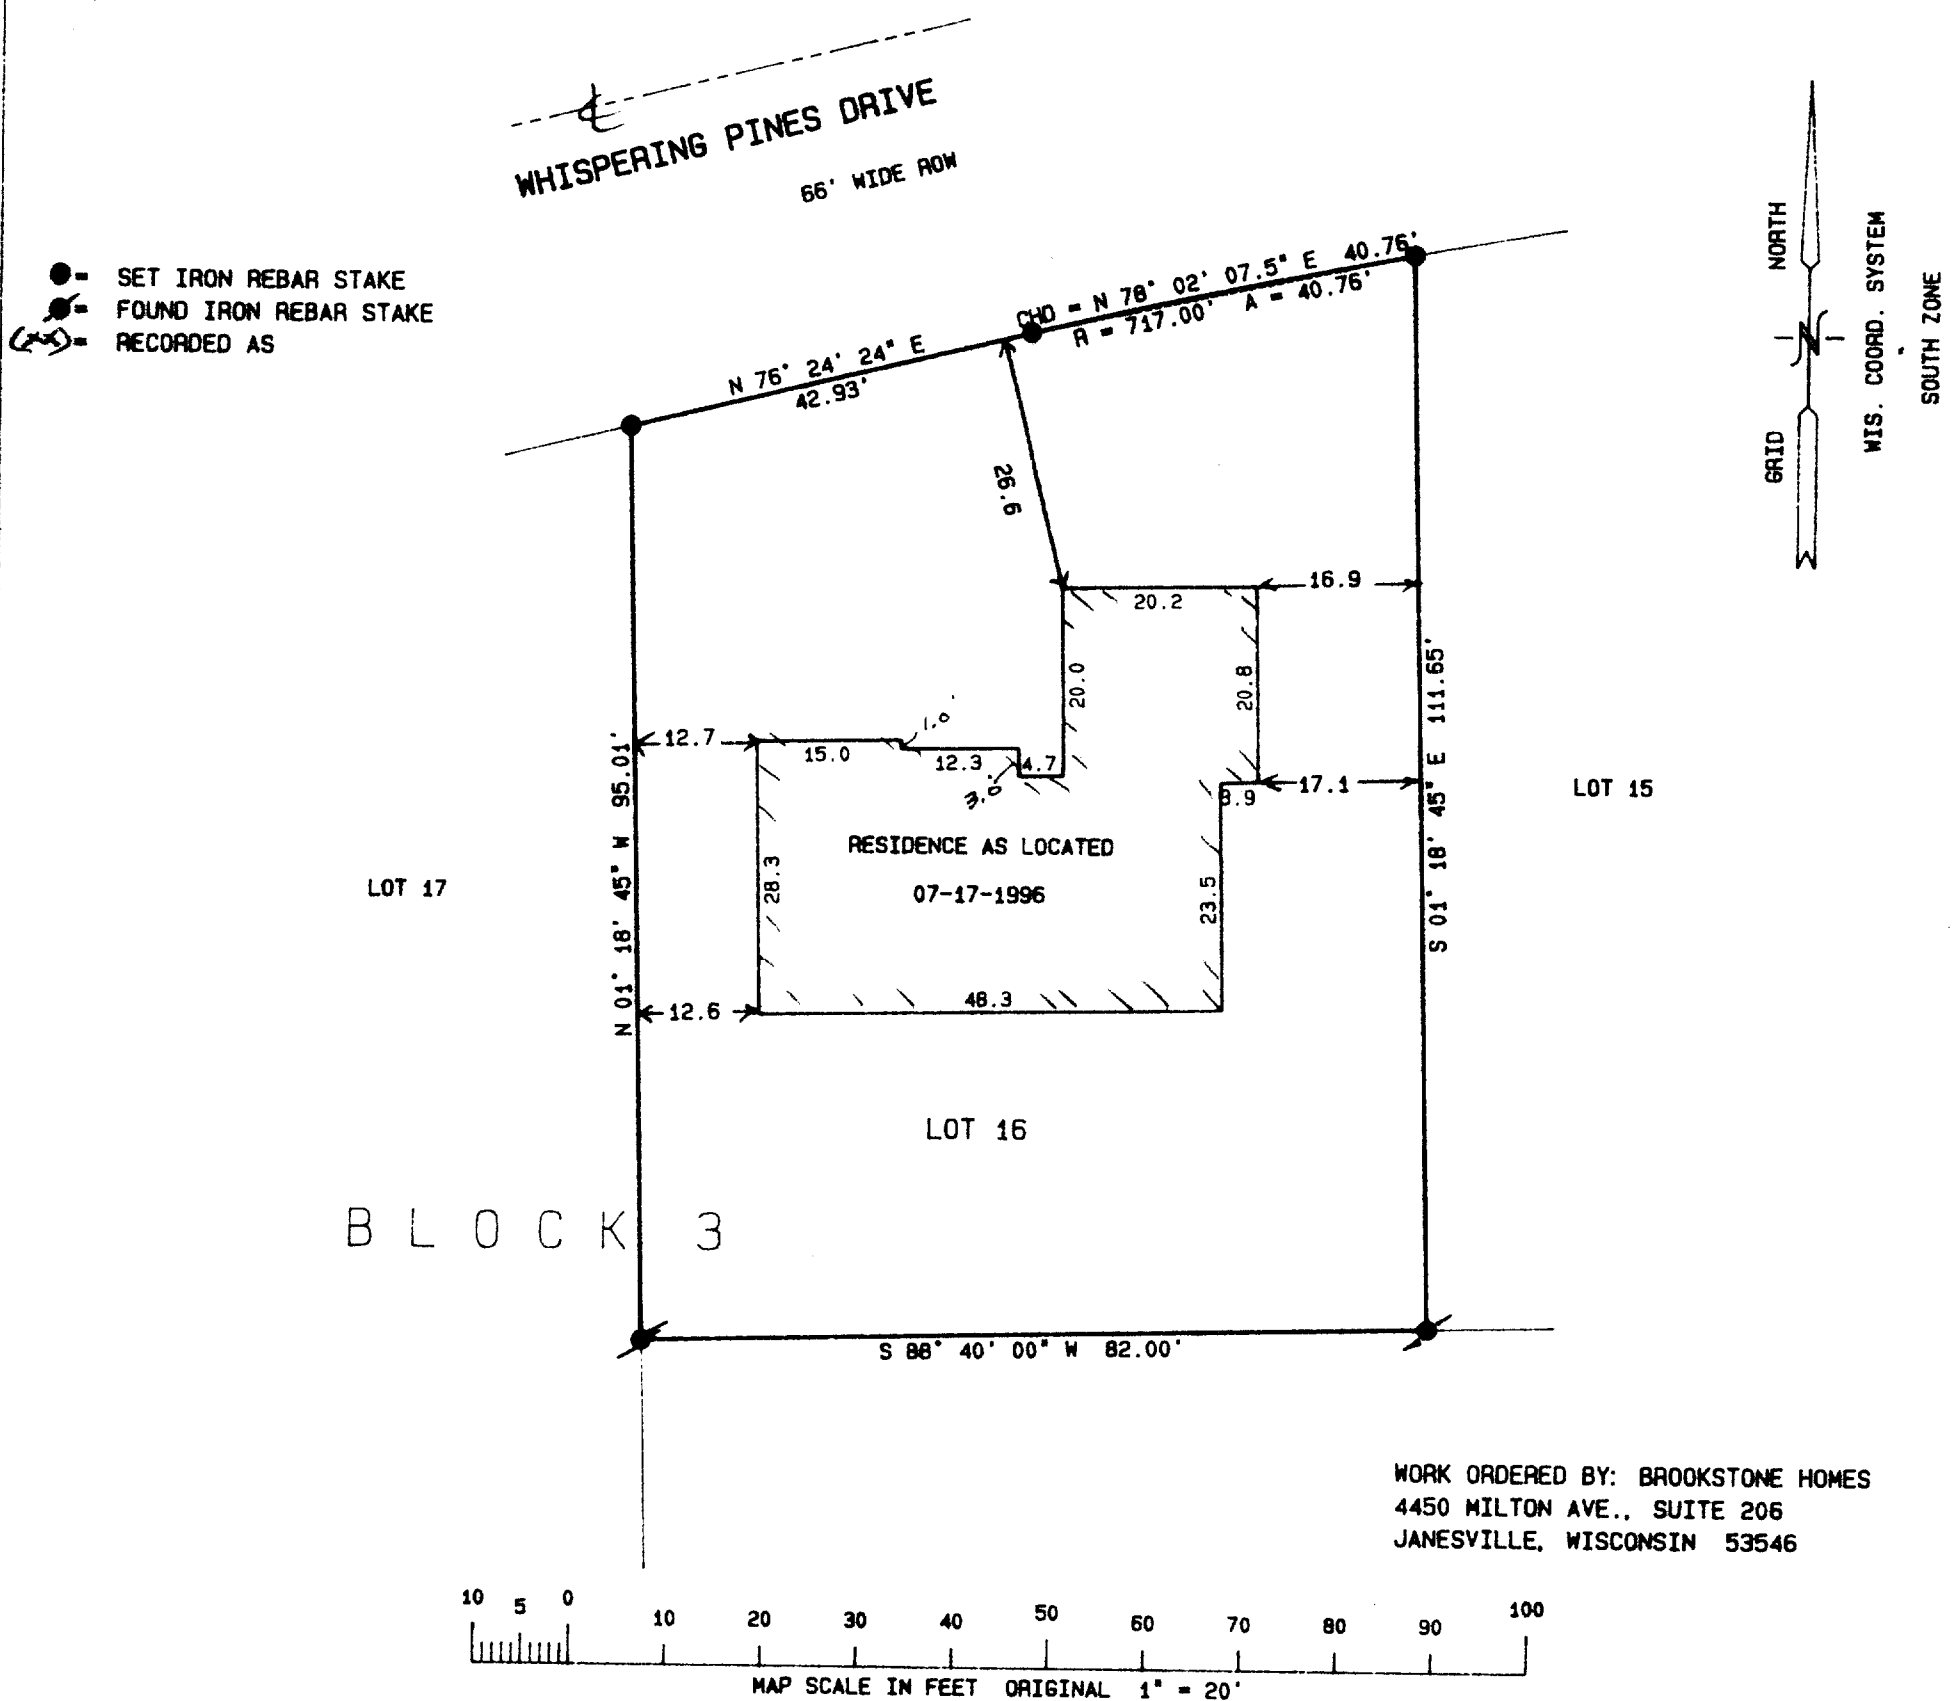 ℄
WHISPERING PINES DRIVE
66' WIDE ROW
●= SET IRON REBAR STAKE
●= FOUND IRON REBAR STAKE
(xx)= RECORDED AS
N 76° 24' 24" E
42.93'
CHD = N 78° 02' 07.5" E 40.76'
R = 717.00' A = 40.76'
NORTH
N
GRID
WIS. COORD. SYSTEM
SOUTH ZONE
26.6
16.9
20.2
20.0
20.8
S 01° 18' 45" E 111.65'
12.7
15.0
1.0'
12.3
3.0'
4.7
17.1
3.9
LOT 15
N 01° 18' 45" W 95.01'
RESIDENCE AS LOCATED
07-17-1996
LOT 17
28.3
23.5
48.3
12.6
LOT 16
BLOCK 3
S 88° 40' 00" W 82.00'
WORK ORDERED BY: BROOKSTONE HOMES
4450 MILTON AVE., SUITE 206
JANESVILLE, WISCONSIN 53546
10 5 0 10 20 30 40 50 60 70 80 90 100
MAP SCALE IN FEET ORIGINAL 1" = 20'